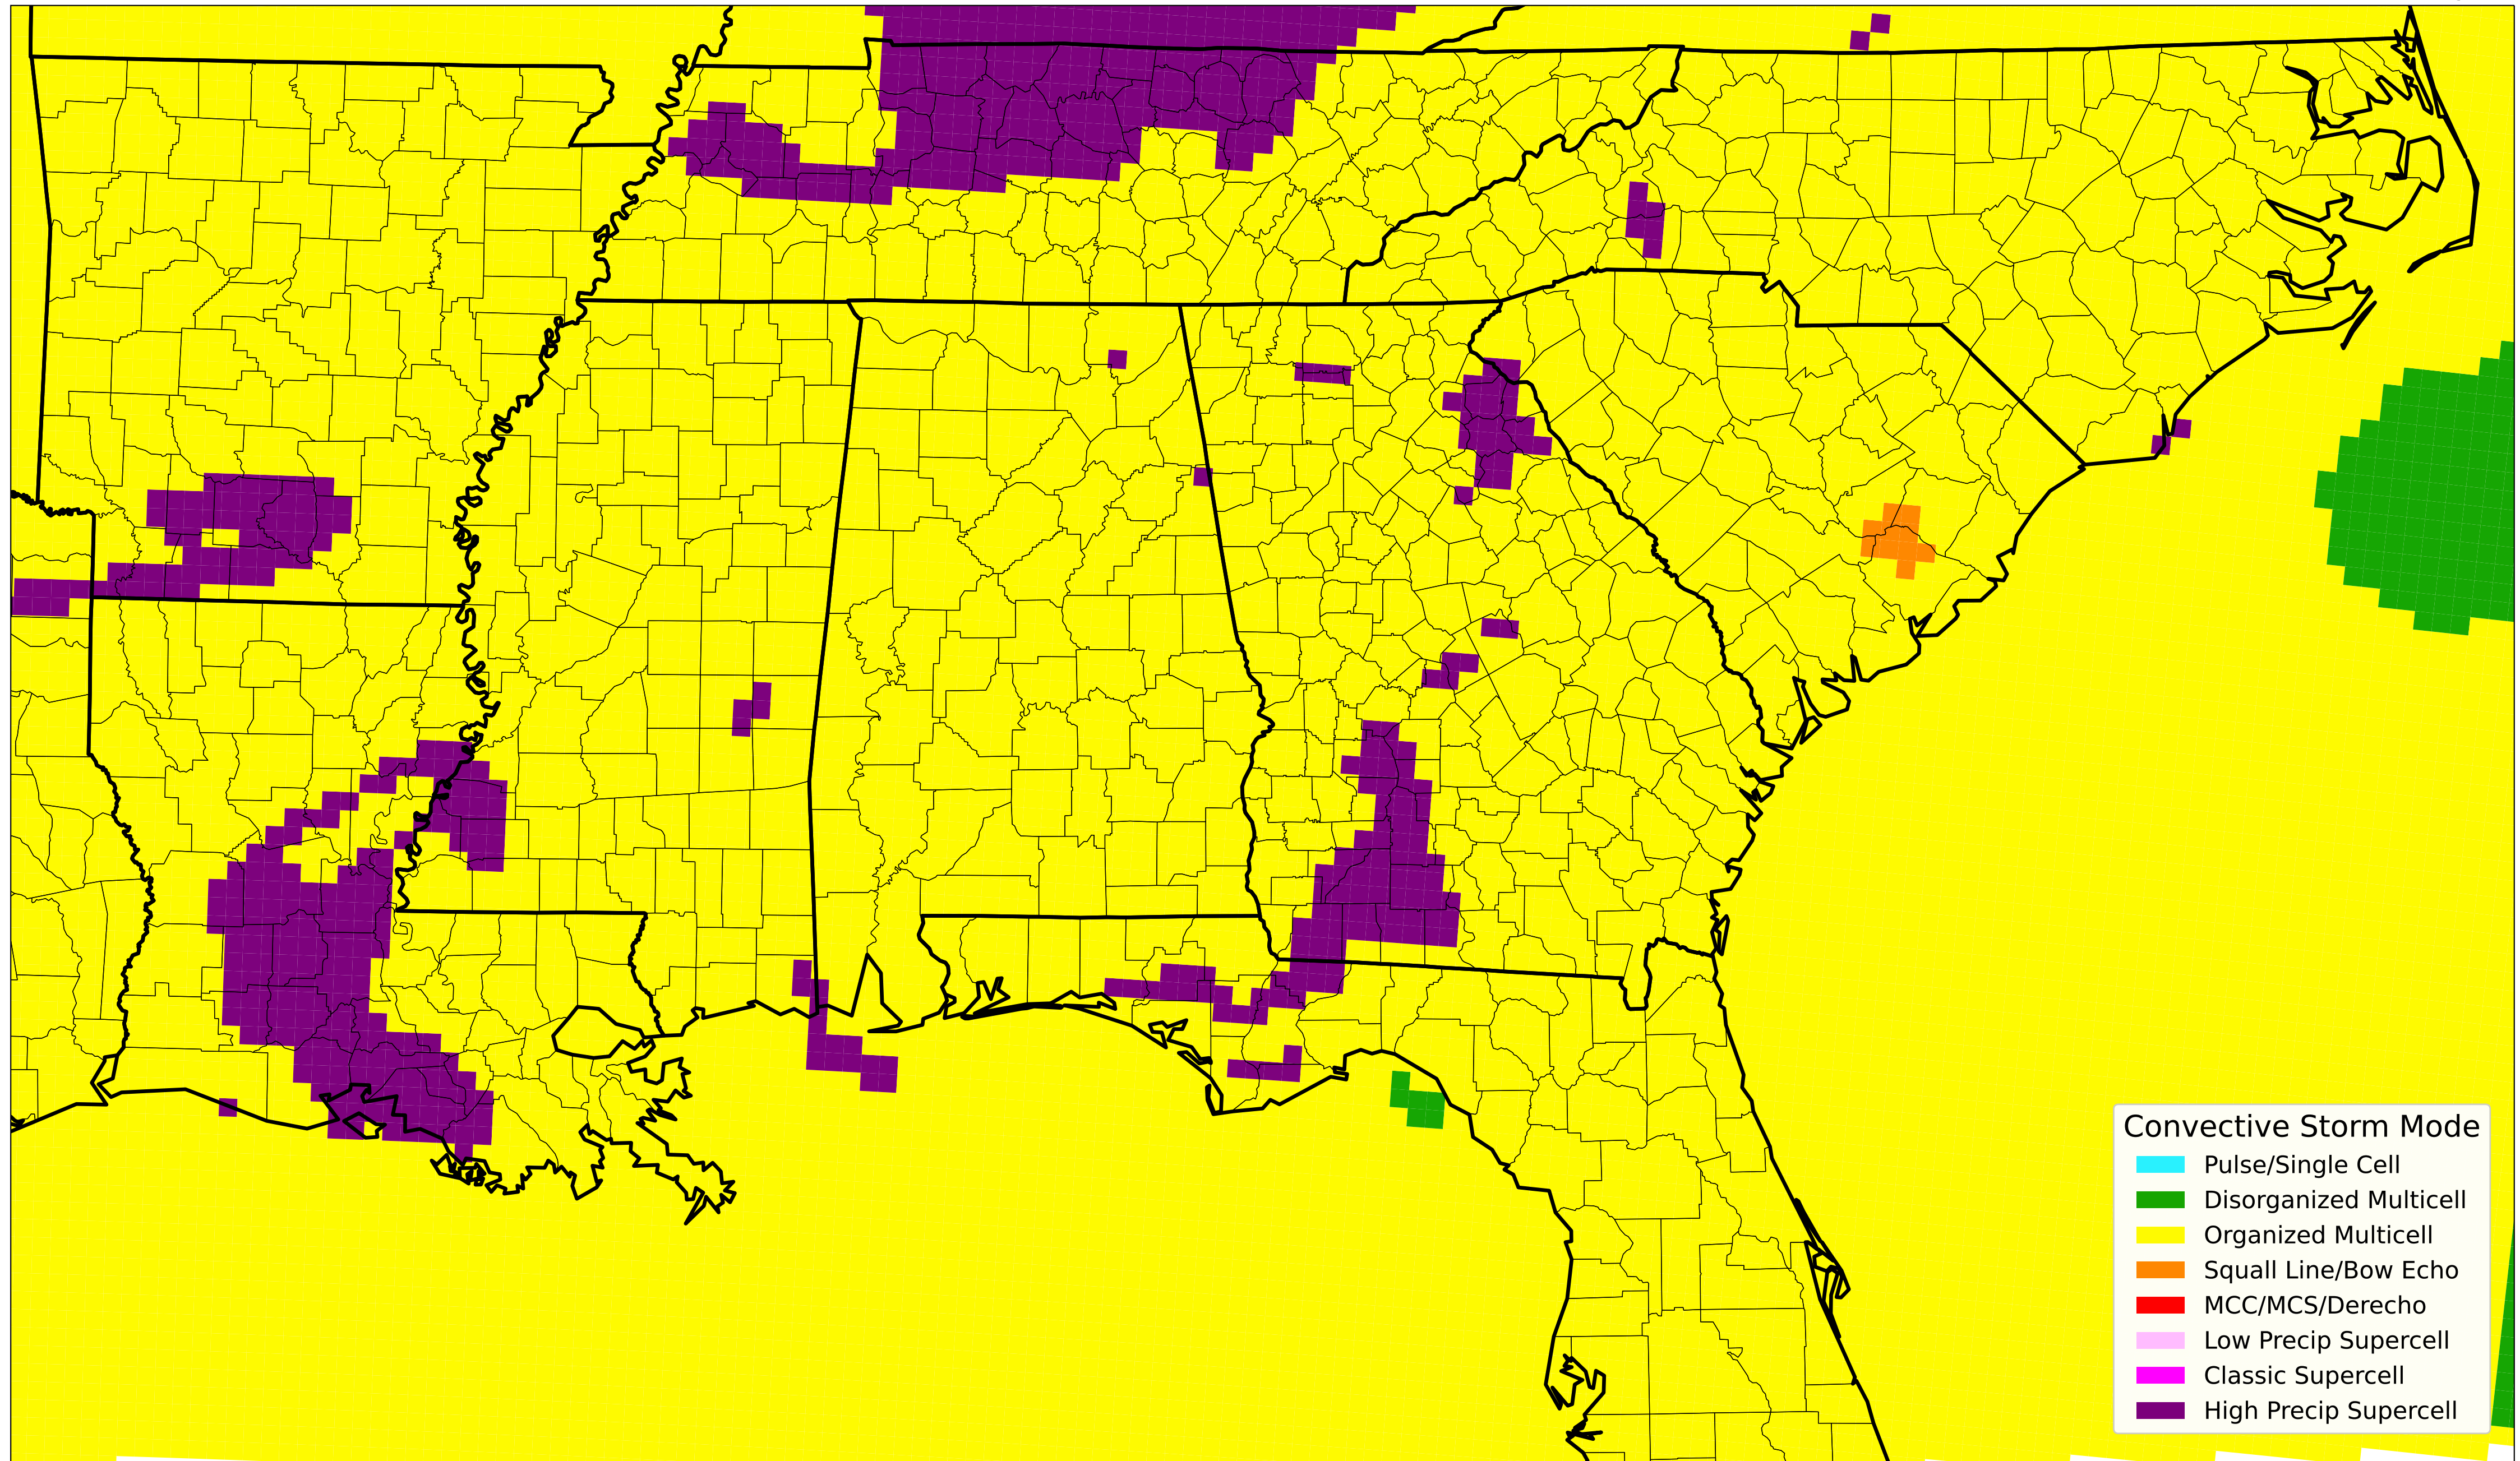 Convective Storm Mode
Pulse/Single Cell
Disorganized Multicell
Organized Multicell
Squall Line/Bow Echo
MCC/MCS/Derecho
Low Precip Supercell
Classic Supercell
High Precip Supercell